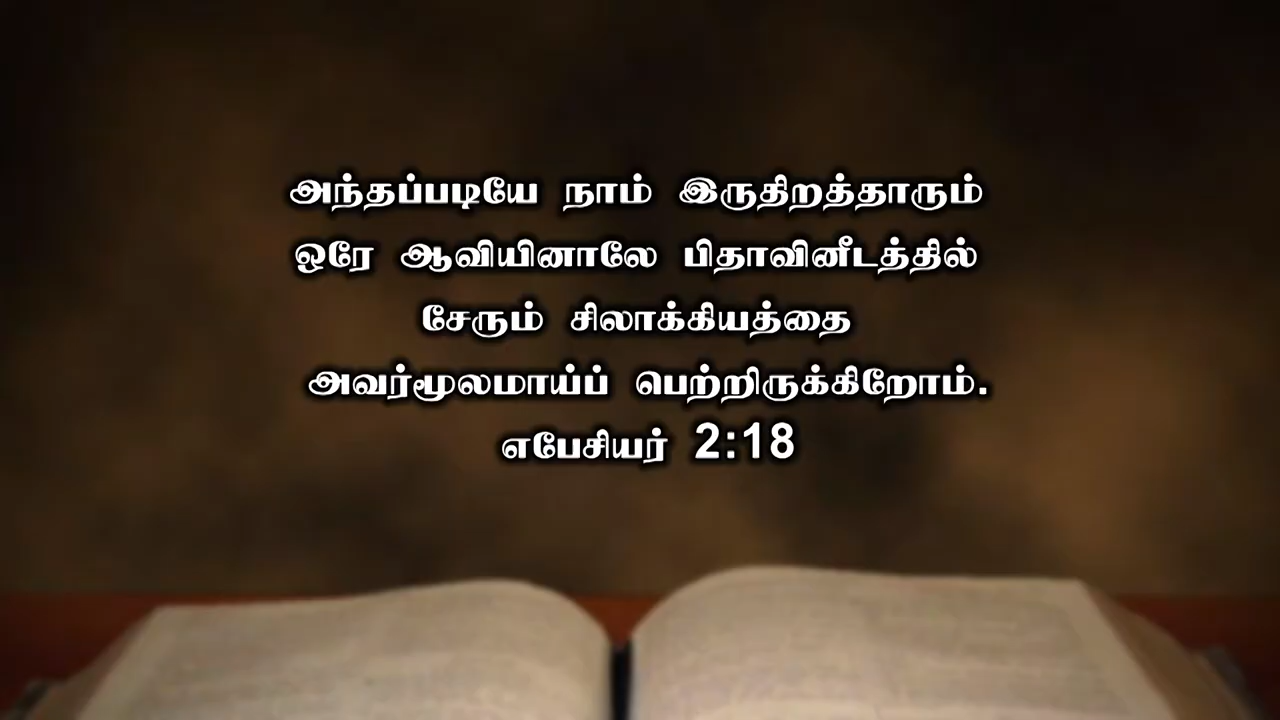 அந்தப்படியே நாம் இருதிறத்தாரும்
ஒரே ஆவியினாலே பிதாவினீடத்தில்
சேரும் சிலாக்கியத்தை
அவர்மூலமாய்ப் பெற்றிருக்கிறோம்.
எபேசியர் 2:18